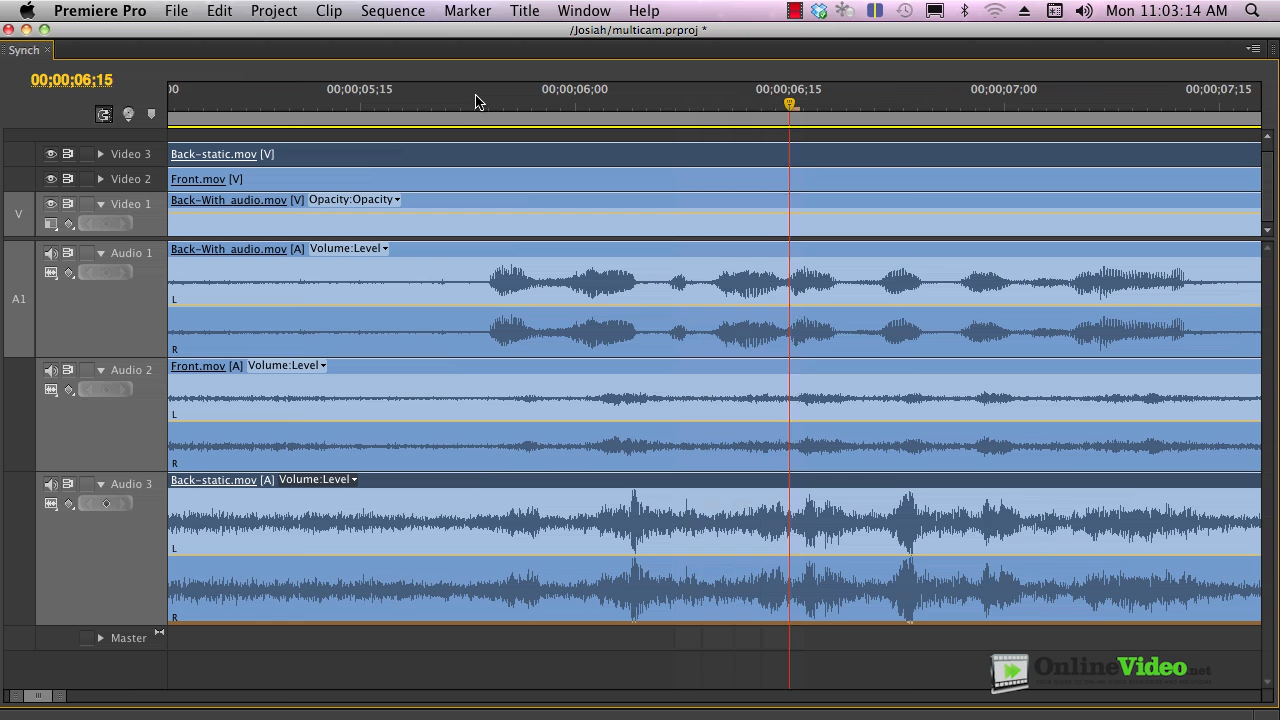 Premiere Pro File Edit Project Clip Sequence Marker Title Window Help Mon 11:03:14 AM
/Josiah/multicam.prproj *
Synch
00;00;06;15
00 00;00;05;15 00;00;06;00 00;00;06;15 00;00;07;00 00;00;07;15
Video 3 Back-static.mov [V]
Video 2 Front.mov [V]
V Video 1 Back-With_audio.mov [V] Opacity:Opacity
Audio 1 Back-With_audio.mov [A] Volume:Level
A1 L
R
Audio 2 Front.mov [A] Volume:Level
L
R
Audio 3 Back-static.mov [A] Volume:Level
L
R
Master
OnlineVideo.net